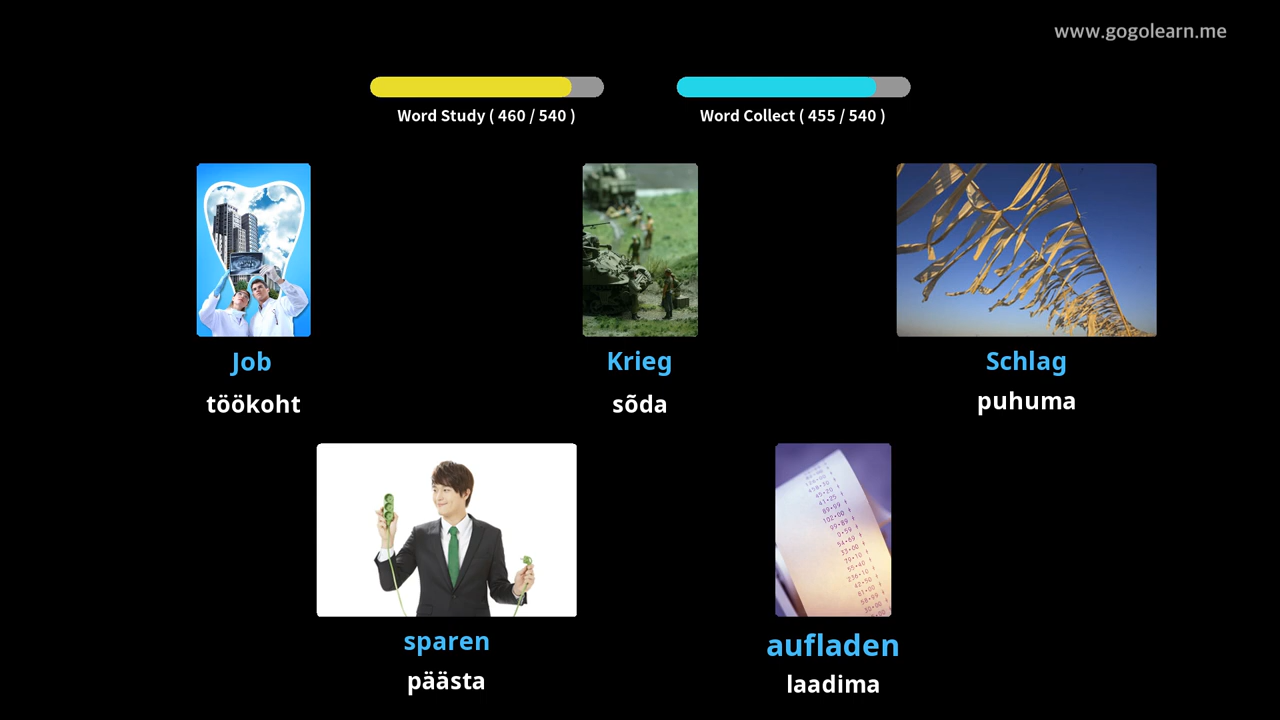 www.gogolearn.me
Word Study ( 460 / 540 )
Word Collect ( 455 / 540 )
Job
Krieg
Schlag
töökoht
sõda
puhuma
sparen
aufladen
päästa
laadima